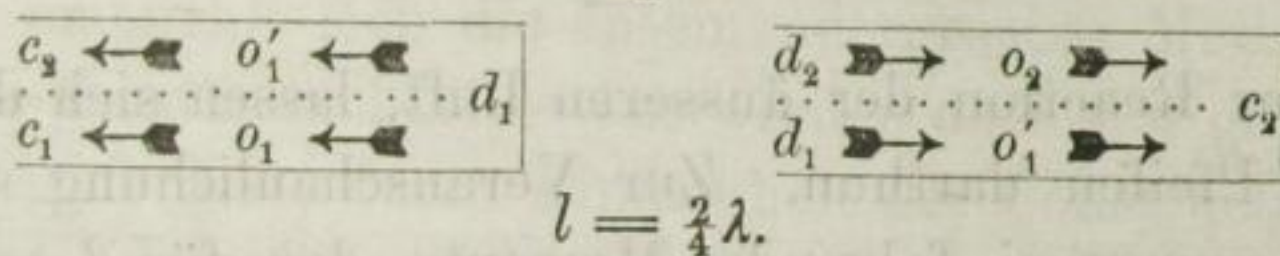 c₂ o′₁ d₂ o₂
d₁ c₂
c₁ o₁ d₁ o′₁
l = 2/4 λ.